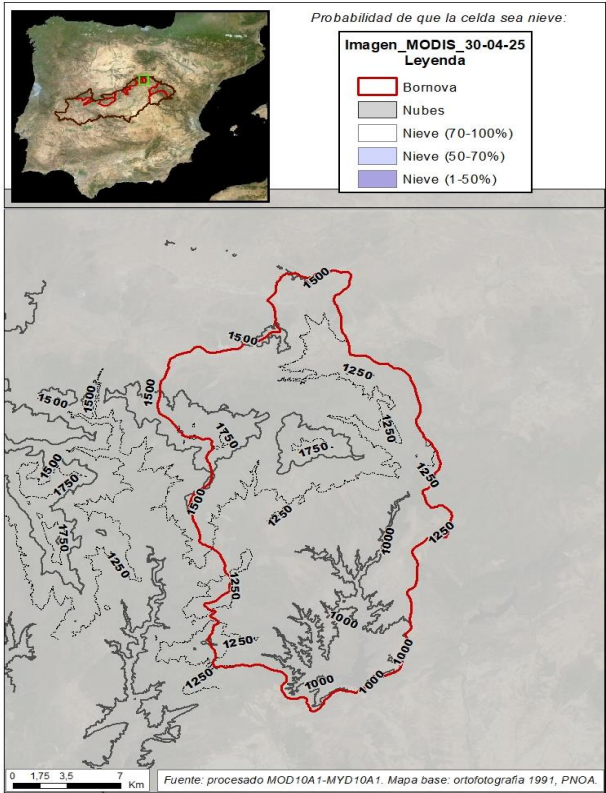 Probabilidad de que la celda sea nieve:
Imagen_MODIS_30-04-25
Leyenda
Bornova
Nubes
Nieve (70-100%)
Nieve (50-70%)
Nieve (1-50%)
1500
1500
1250
1500
1500
1500
1250
1750
1750
1500
1250
1750
1500
1250
1750
1000
1250
1250
1250
1000
1250
1000
1250
1000
1000
0 1,75 3,5 7
Km
Fuente: procesado MOD10A1-MYD10A1. Mapa base: ortofotografia 1991, PNOA.